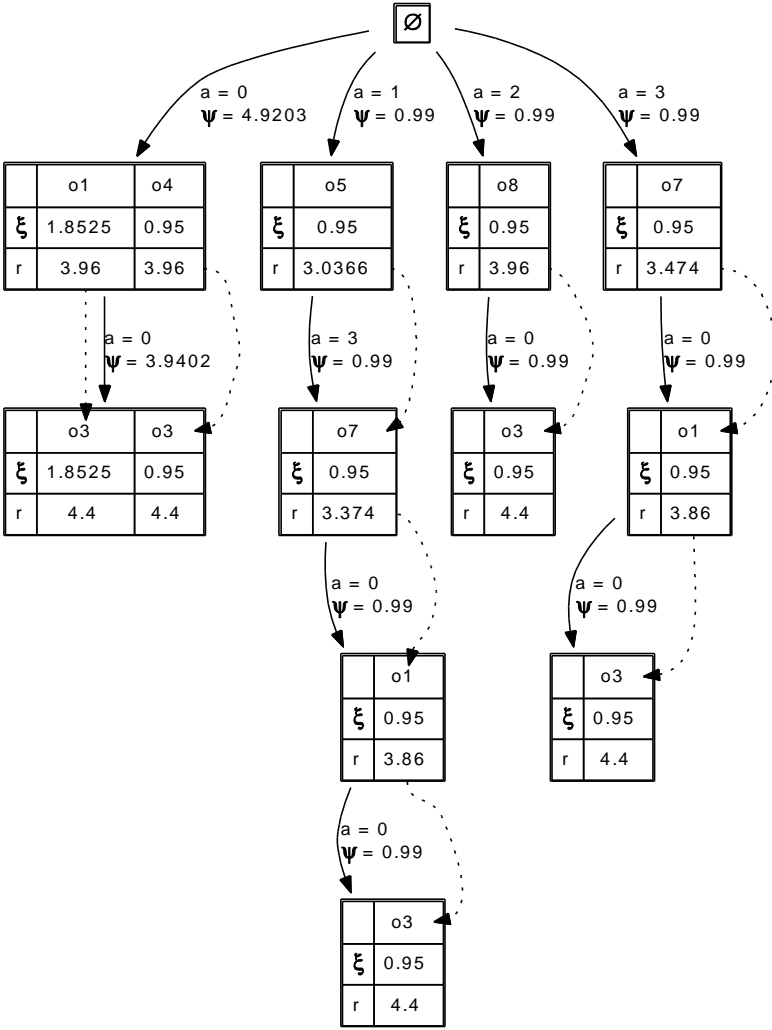 ∅
a = 0
ψ = 4.9203
a = 1
ψ = 0.99
a = 2
ψ = 0.99
a = 3
ψ = 0.99
o1 o4
ξ 1.8525 0.95
r 3.96 3.96
o5
ξ 0.95
r 3.0366
o8
ξ 0.95
r 3.96
o7
ξ 0.95
r 3.474
a = 0
ψ = 3.9402
a = 3
ψ = 0.99
a = 0
ψ = 0.99
a = 0
ψ = 0.99
o3 o3
ξ 1.8525 0.95
r 4.4 4.4
o7
ξ 0.95
r 3.374
o3
ξ 0.95
r 4.4
o1
ξ 0.95
r 3.86
a = 0
ψ = 0.99
a = 0
ψ = 0.99
o1
ξ 0.95
r 3.86
o3
ξ 0.95
r 4.4
a = 0
ψ = 0.99
o3
ξ 0.95
r 4.4